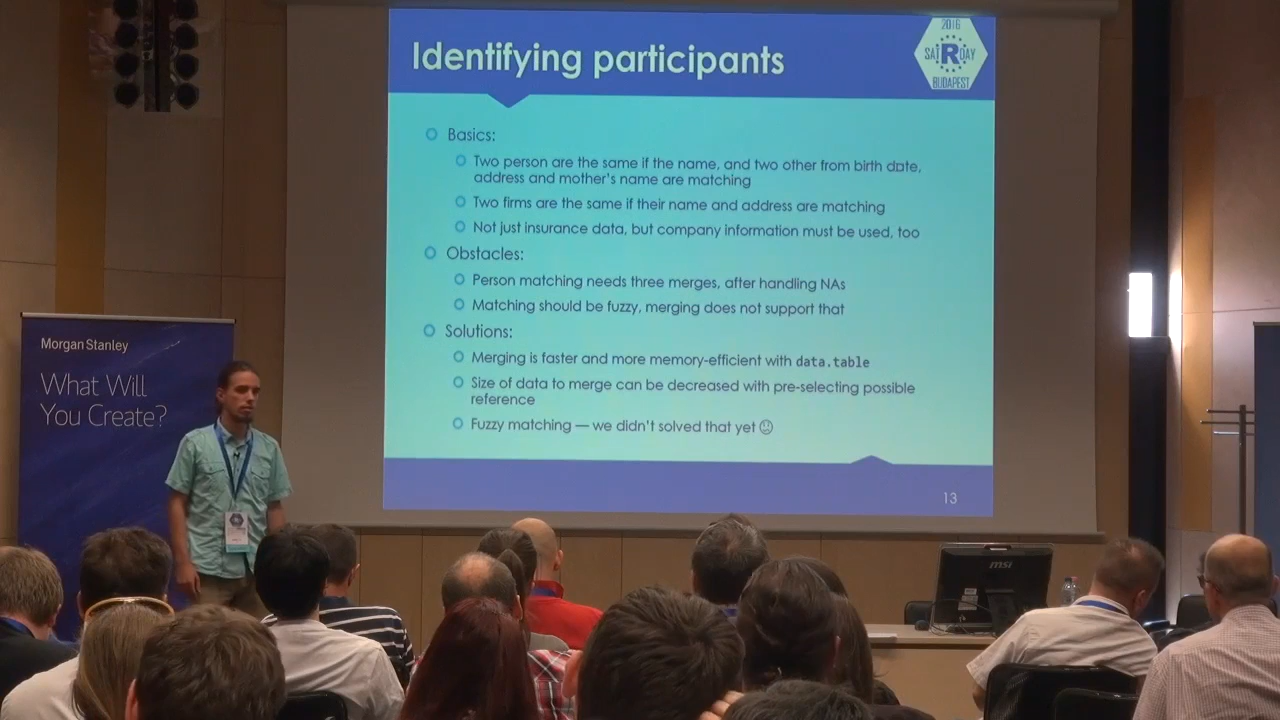 2016
SATRDAY
BUDAPEST
Identifying participants
Basics:
Two person are the same if the name, and two other from birth date,
address and mother's name are matching
Two firms are the same if their name and address are matching
Not just insurance data, but company information must be used, too
Obstacles:
Person matching needs three merges, after handling NAs
Matching should be fuzzy, merging does not support that
Solutions:
Merging is faster and more memory-efficient with data.table
Size of data to merge can be decreased with pre-selecting possible
reference
Fuzzy matching — we didn't solved that yet ☹
13
Morgan Stanley
What Will
You Create?
msi